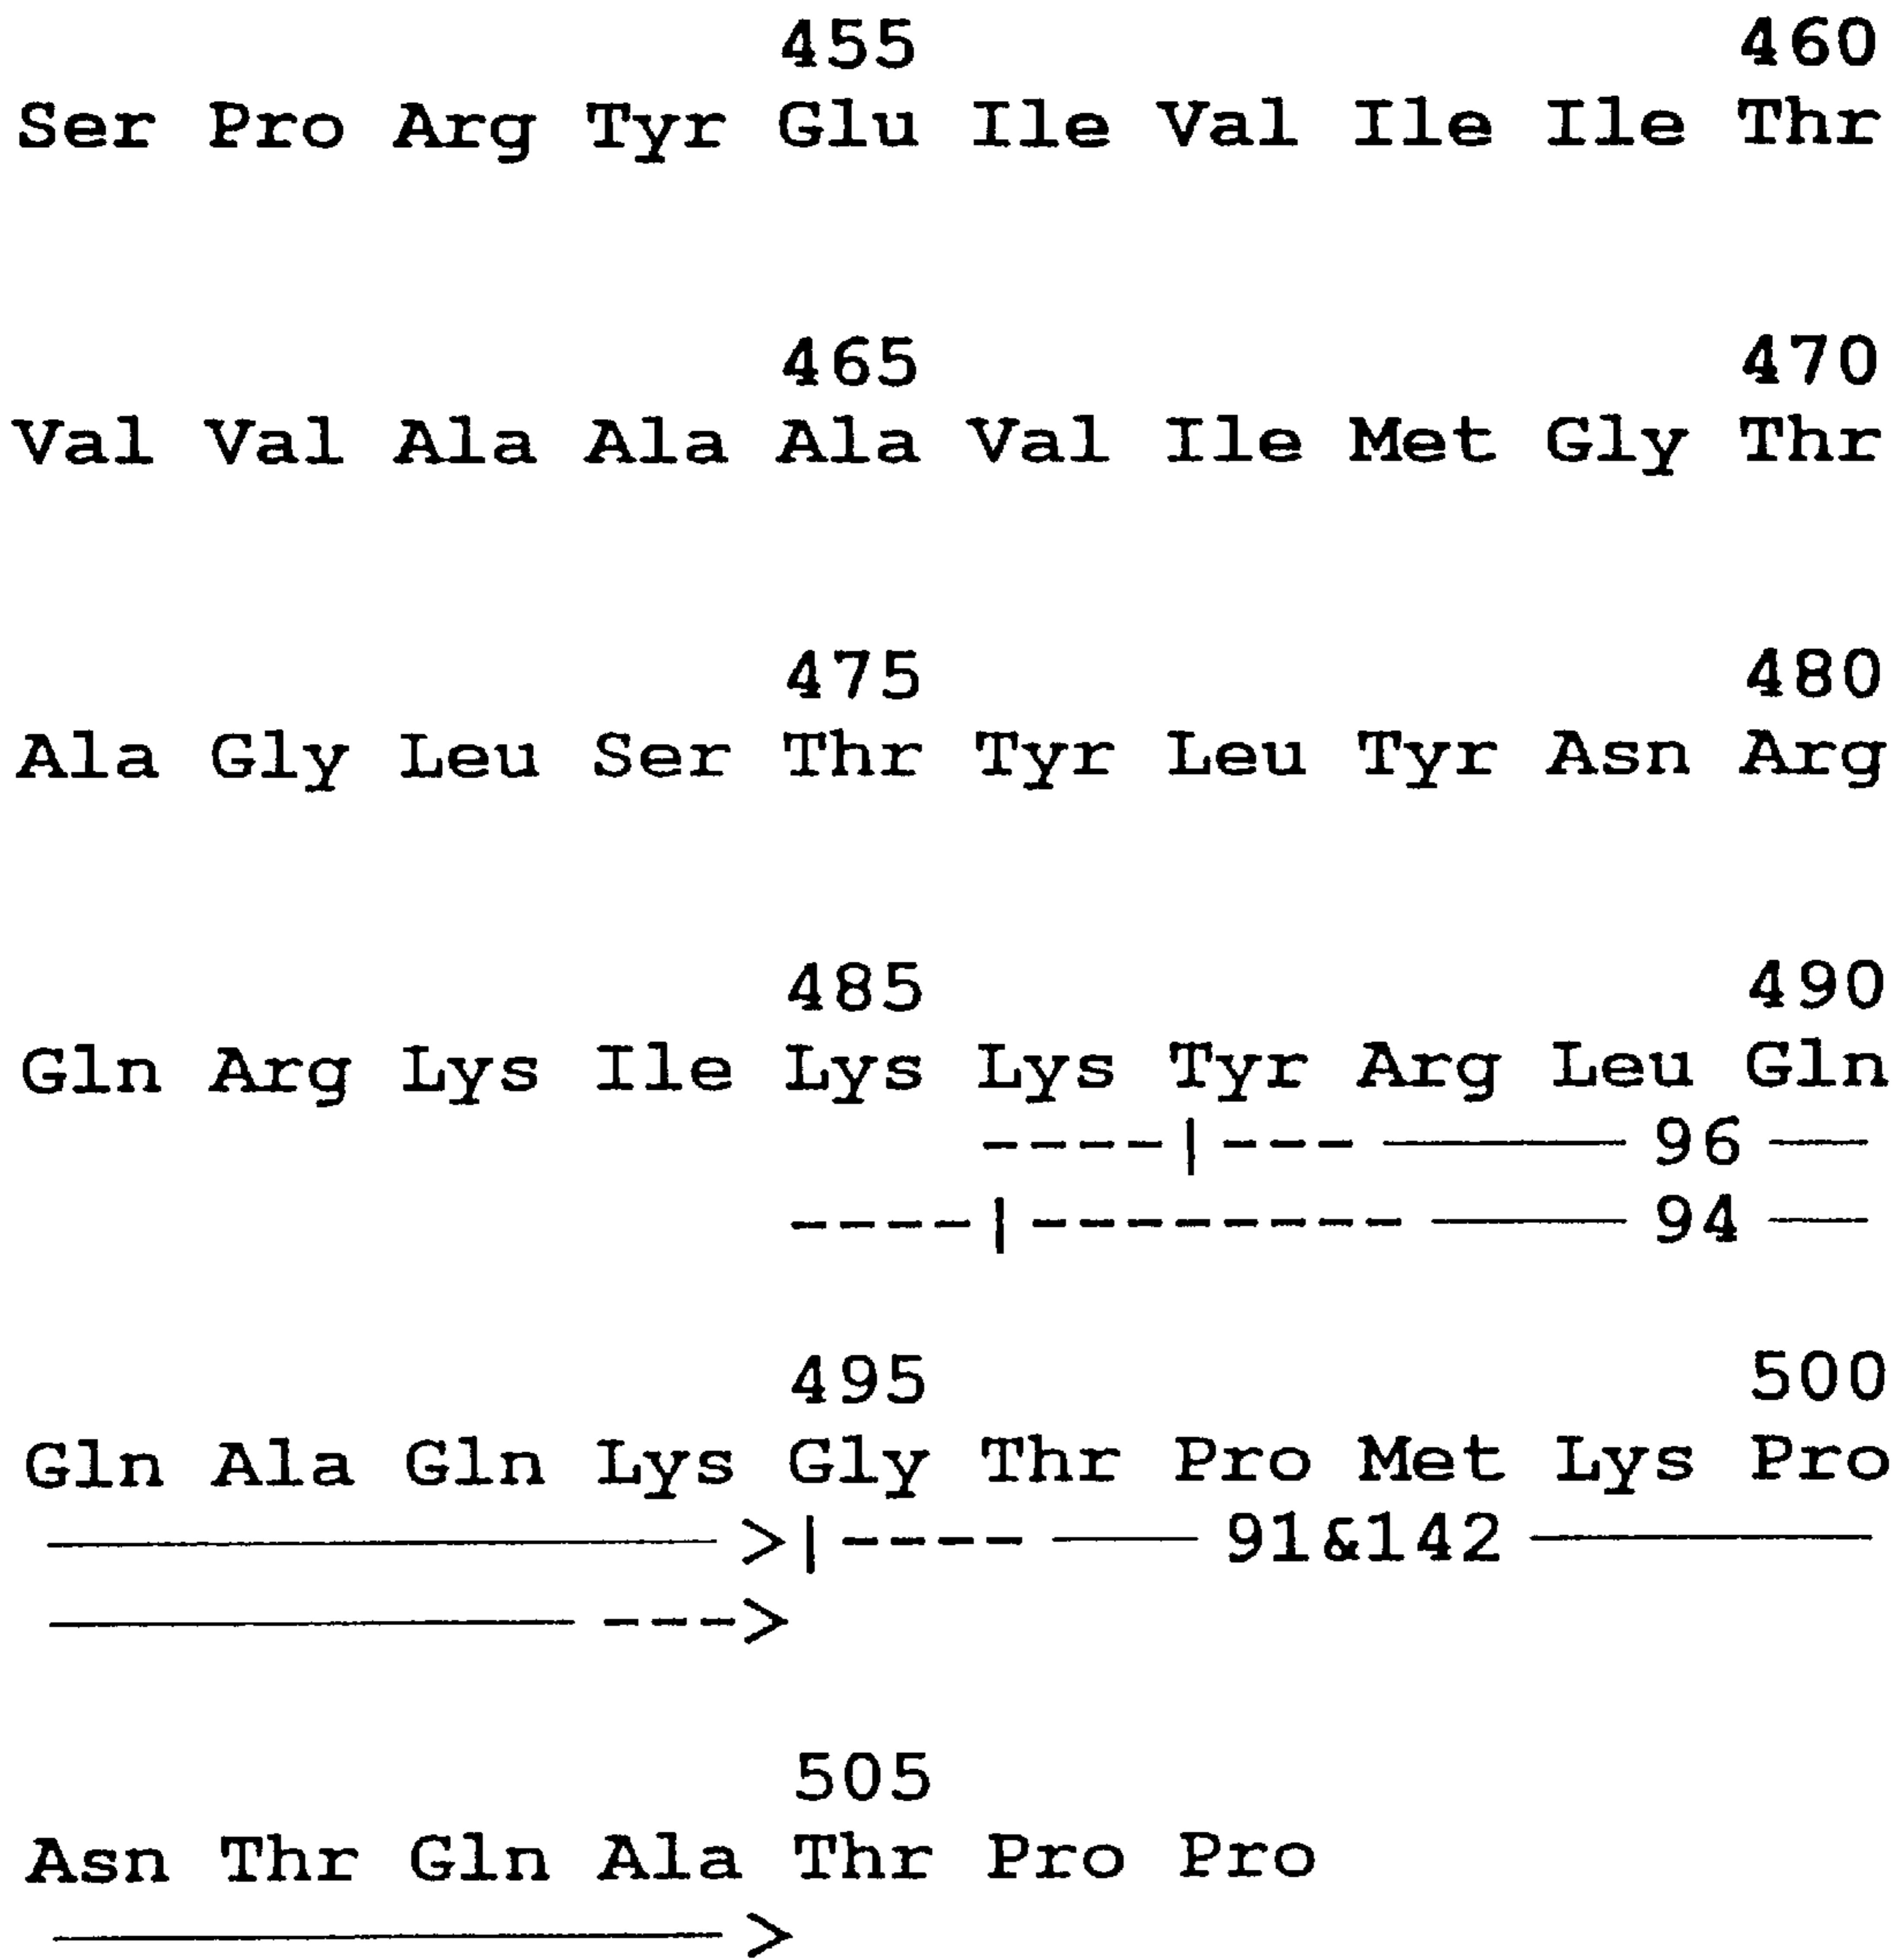 455 460
Ser Pro Arg Tyr Glu Ile Val Ile Ile Thr
465 470
Val Val Ala Ala Ala Val Ile Met Gly Thr
475 480
Ala Gly Leu Ser Thr Tyr Leu Tyr Asn Arg
485 490
Gln Arg Lys Ile Lys Lys Tyr Arg Leu Gln
----|--- ——— 96 —
----|-------- ——— 94 —
495 500
Gln Ala Gln Lys Gly Thr Pro Met Lys Pro
———————>|---- —— 91&142 ————
—————— --->
505
Asn Thr Gln Ala Thr Pro Pro
———————>